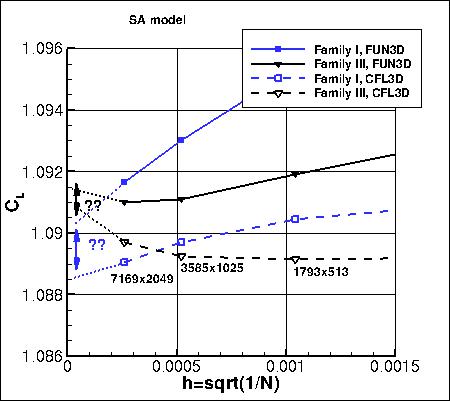 SA model
1.096
1.094
1.092
1.09
1.088
1.086
C_L
Family I, FUN3D
Family III, FUN3D
Family I, CFL3D
Family III, CFL3D
??
??
7169x2049
3585x1025
1793x513
0
0.0005
0.001
0.0015
h=sqrt(1/N)